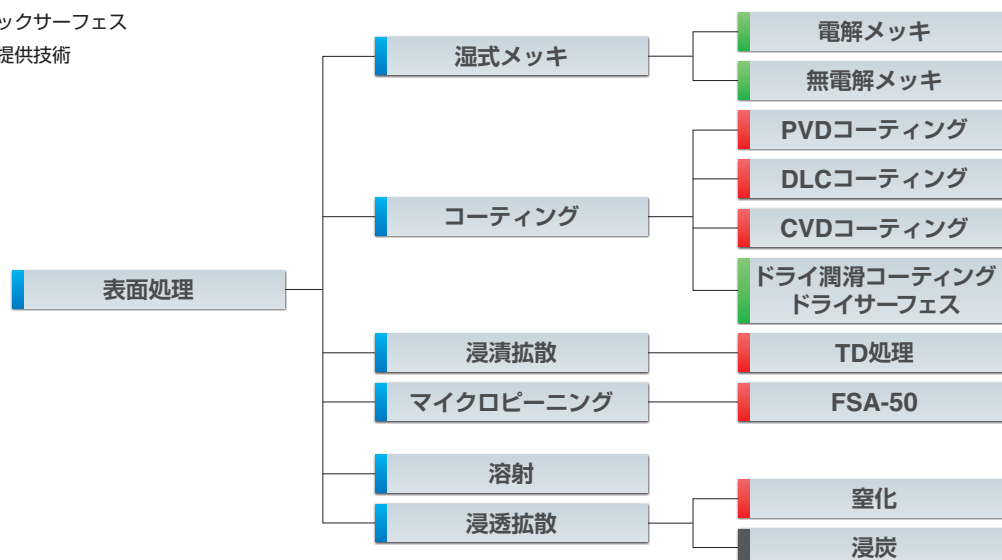 ックサーフェス
提供技術
表面処理
湿式メッキ
電解メッキ
無電解メッキ
コーティング
PVDコーティング
DLCコーティング
CVDコーティング
ドライ潤滑コーティング
ドライサーフェス
浸漬拡散
TD処理
マイクロピーニング
FSA-50
溶射
浸透拡散
窒化
浸炭